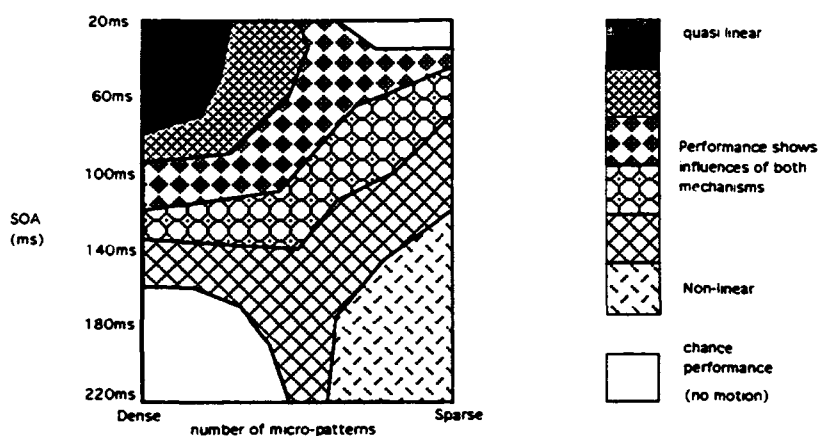 20ms
60ms
100ms
SOA
(ms)
140ms
180ms
220ms
Dense
Sparse
number of micro-patterns
quasi linear
Performance shows
influences of both
mechanisms
Non-linear
chance
performance
(no motion)